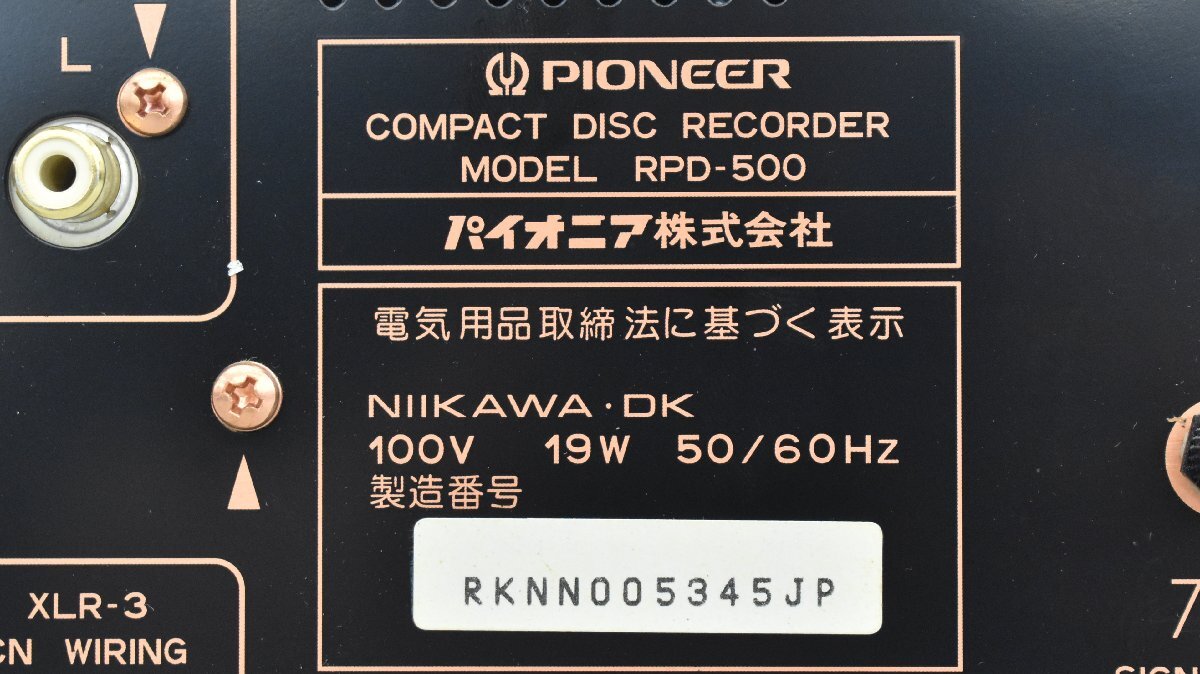 L
PIONEER
COMPACT DISC RECORDER
MODEL RPD-500
パイオニア株式会社
電気用品取締法に基づく表示
NIIKAWA・DK
100V 19W 50/60Hz
製造番号
RKNN005345JP
XLR-3
WIRING
7